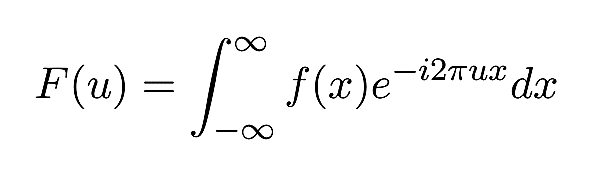 F(u) = ∫_{-∞}^{∞} f(x)e^{-i2πux}dx